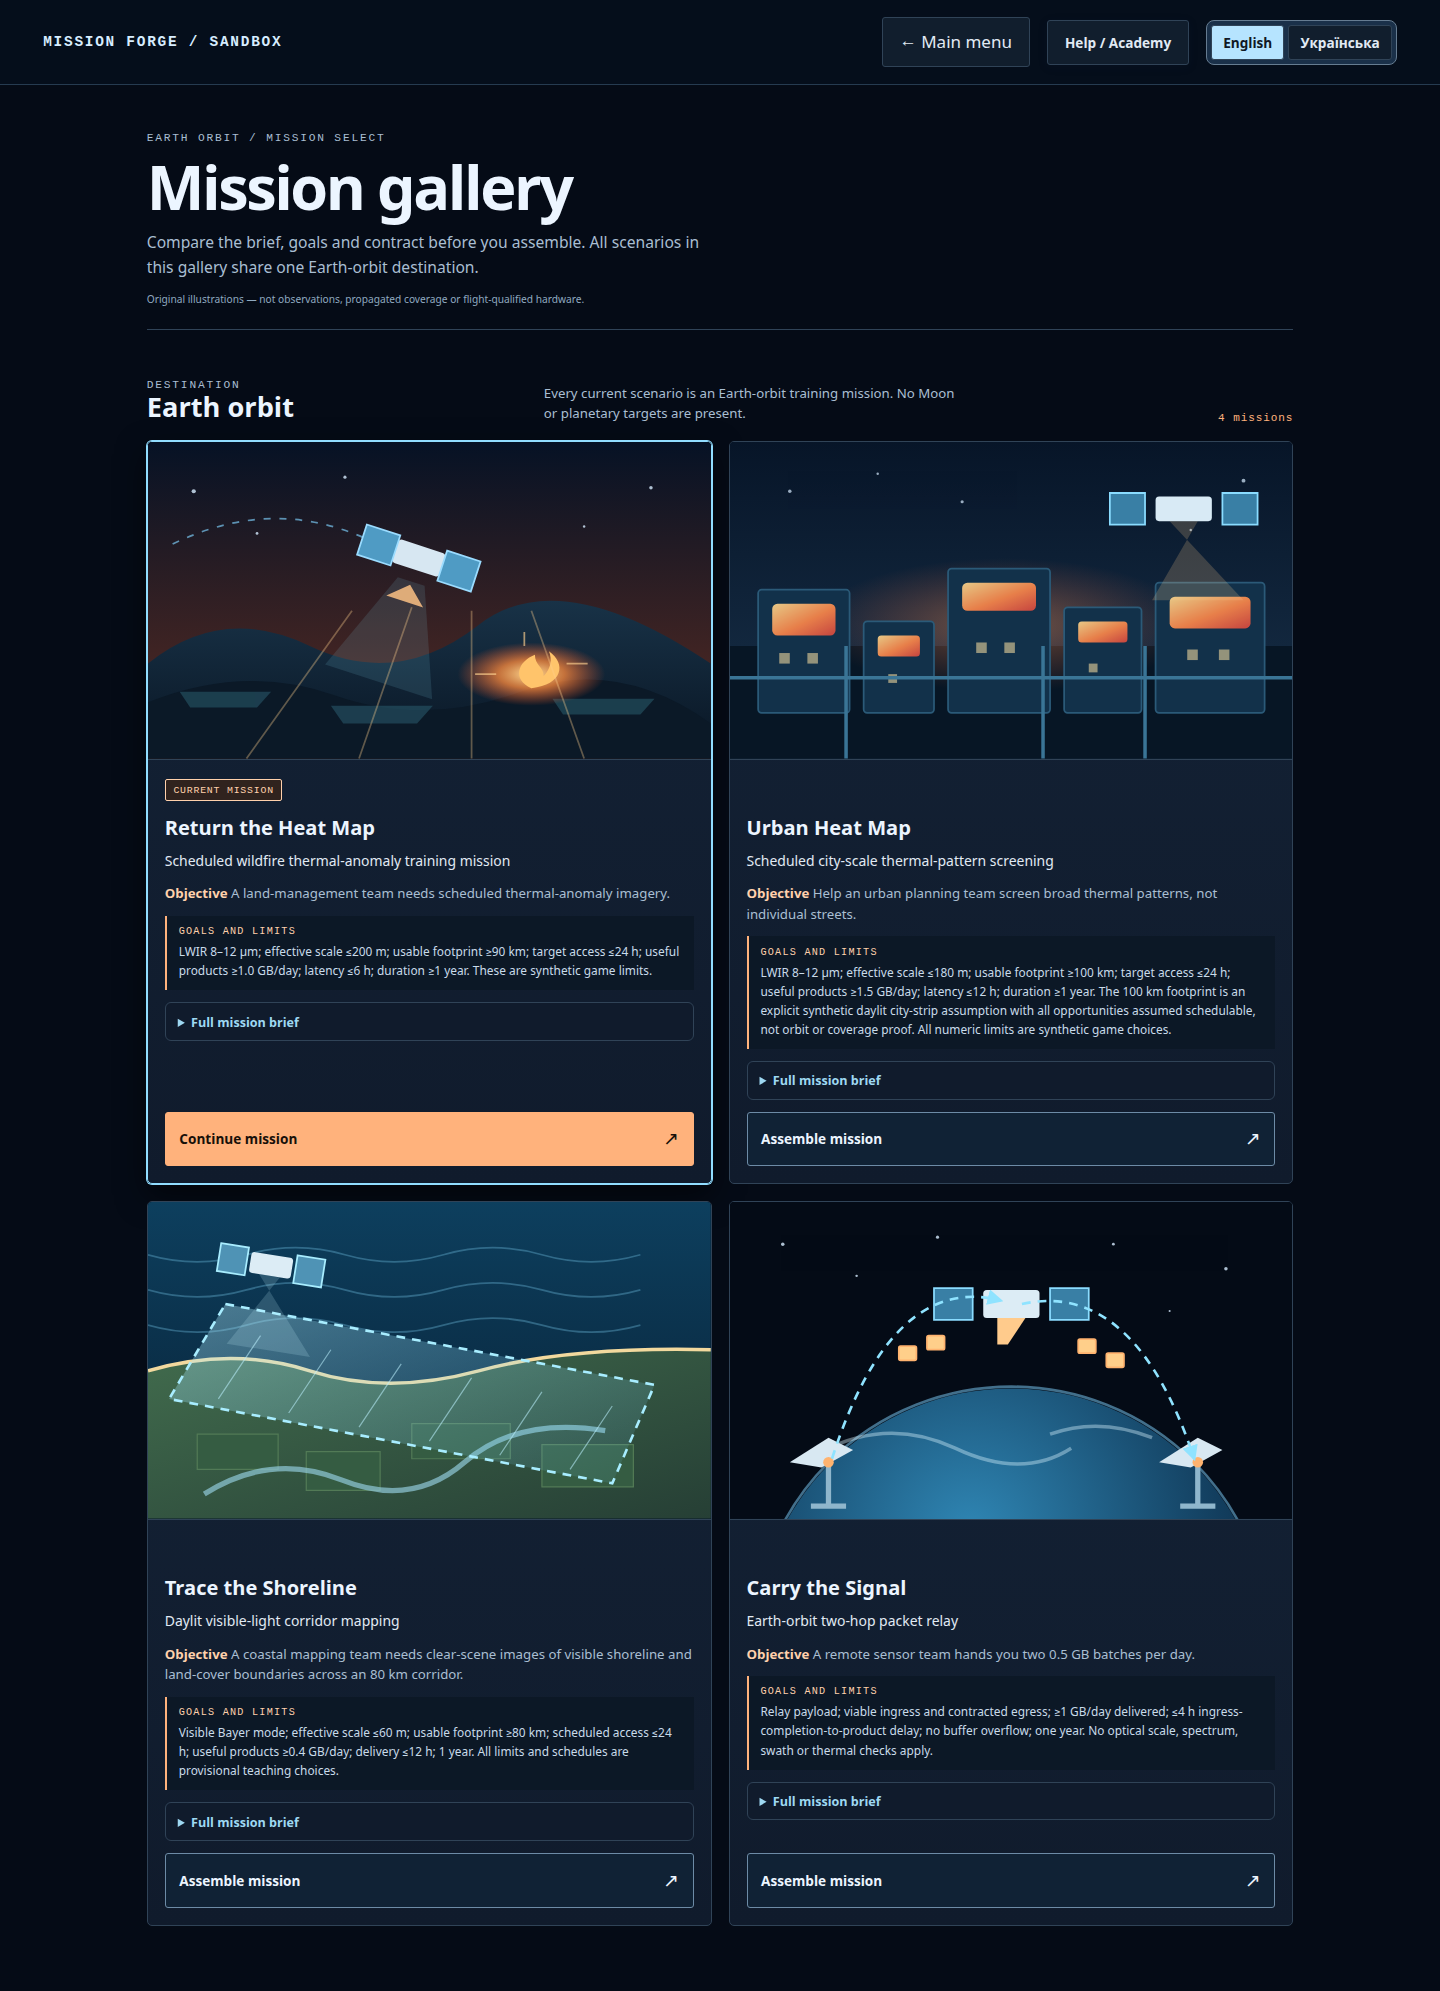 MISSION FORGE / SANDBOX
← Main menu
Help / Academy
English
Українська
EARTH ORBIT / MISSION SELECT
Mission gallery
Compare the brief, goals and contract before you assemble. All scenarios in
this gallery share one Earth-orbit destination.
Original illustrations — not observations, propagated coverage or flight-qualified hardware.
DESTINATION
Earth orbit
Every current scenario is an Earth-orbit training mission. No Moon
or planetary targets are present.
4 missions
CURRENT MISSION
Return the Heat Map
Scheduled wildfire thermal-anomaly training mission
Objective A land-management team needs scheduled thermal-anomaly imagery.
GOALS AND LIMITS
LWIR 8–12 μm; effective scale ≤200 m; usable footprint ≥90 km; target access ≤24 h; useful
products ≥1.0 GB/day; latency ≤6 h; duration ≥1 year. These are synthetic game limits.
▶ Full mission brief
Continue mission ↗
Urban Heat Map
Scheduled city-scale thermal-pattern screening
Objective Help an urban planning team screen broad thermal patterns, not
individual streets.
GOALS AND LIMITS
LWIR 8–12 μm; effective scale ≤180 m; usable footprint ≥100 km; target access ≤24 h;
useful products ≥1.5 GB/day; latency ≤12 h; duration ≥1 year. The 100 km footprint is an
explicit synthetic daylit city-strip assumption with all opportunities assumed schedulable,
not orbit or coverage proof. All numeric limits are synthetic game choices.
▶ Full mission brief
Assemble mission ↗
Trace the Shoreline
Daylit visible-light corridor mapping
Objective A coastal mapping team needs clear-scene images of visible shoreline and
land-cover boundaries across an 80 km corridor.
GOALS AND LIMITS
Visible Bayer mode; effective scale ≤60 m; usable footprint ≥80 km; scheduled access ≤24
h; useful products ≥0.4 GB/day; delivery ≤12 h; 1 year. All limits and schedules are
provisional teaching choices.
▶ Full mission brief
Assemble mission ↗
Carry the Signal
Earth-orbit two-hop packet relay
Objective A remote sensor team hands you two 0.5 GB batches per day.
GOALS AND LIMITS
Relay payload; viable ingress and contracted egress; ≥1 GB/day delivered; ≤4 h ingress-
completion-to-product delay; no buffer overflow; one year. No optical scale, spectrum,
swath or thermal checks apply.
▶ Full mission brief
Assemble mission ↗